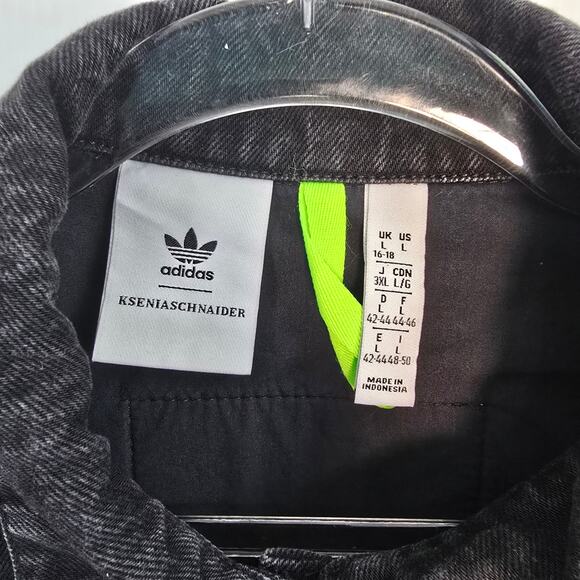 adidas
KSENIASCHNAIDER
UK US
L L
16-18
J CDN
3XL L/G
D F
L L
42-44 44-46
E I
L L
42-44 48-50
MADE IN
INDONESIA